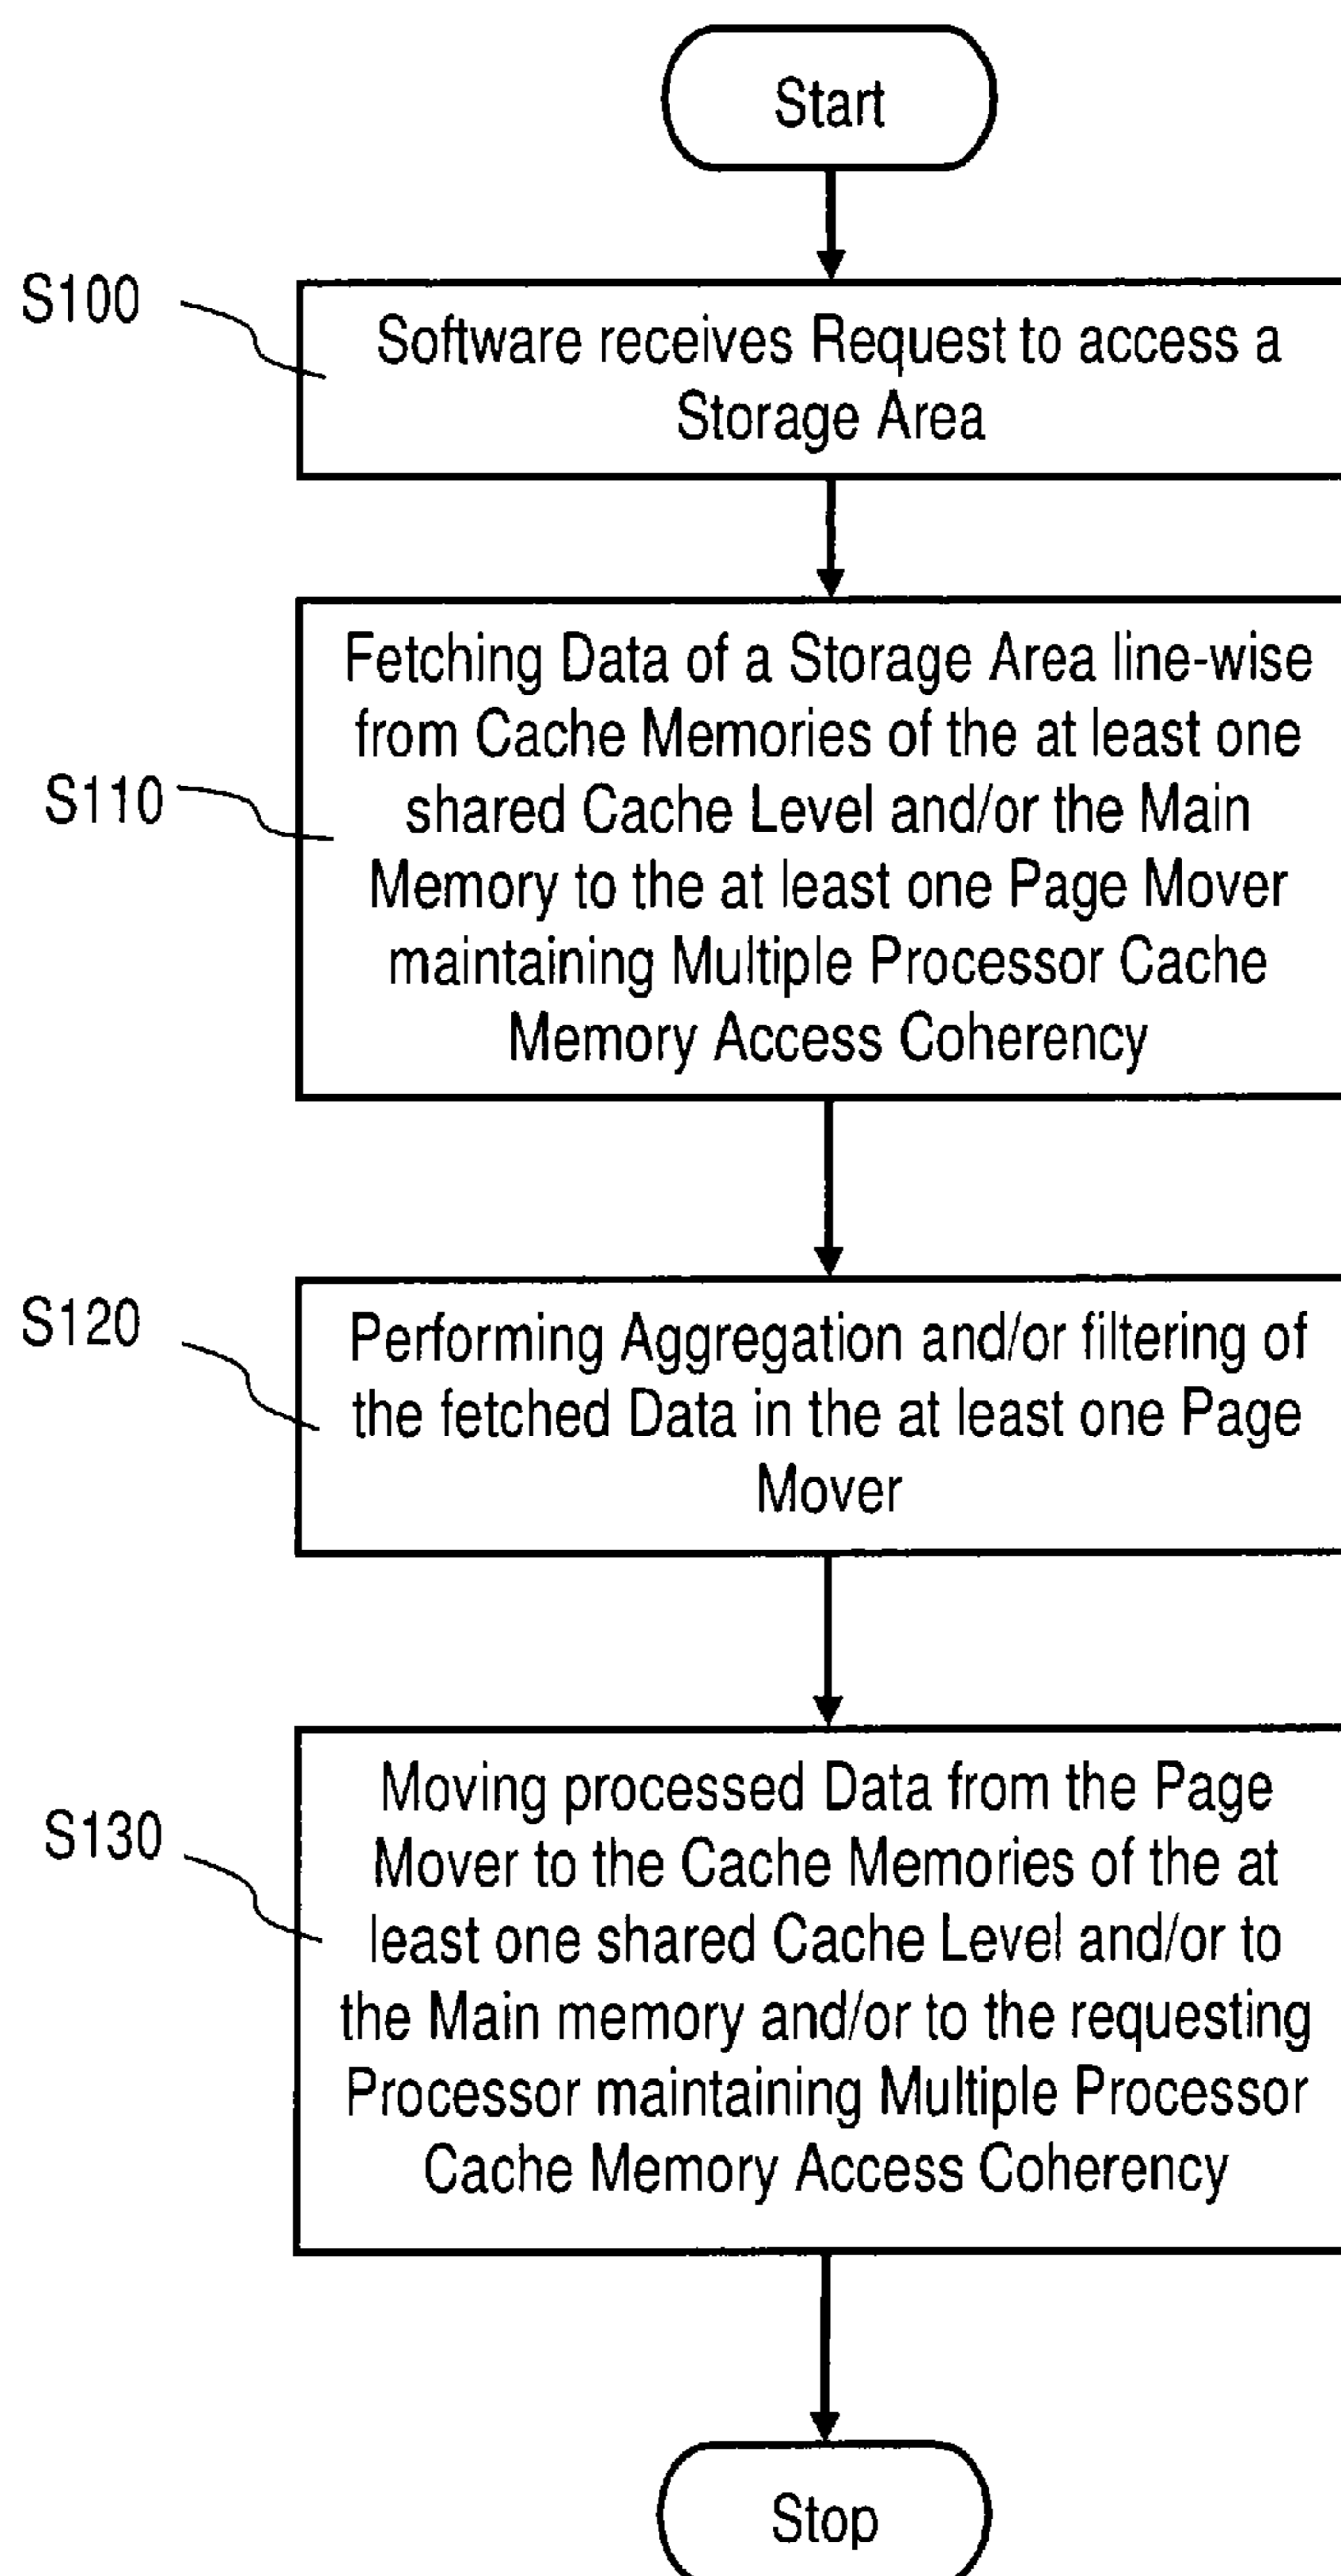 Start
S100
Software receives Request to access a
Storage Area
S110
Fetching Data of a Storage Area line-wise
from Cache Memories of the at least one
shared Cache Level and/or the Main
Memory to the at least one Page Mover
maintaining Multiple Processor Cache
Memory Access Coherency
S120
Performing Aggregation and/or filtering of
the fetched Data in the at least one Page
Mover
S130
Moving processed Data from the Page
Mover to the Cache Memories of the at
least one shared Cache Level and/or to
the Main memory and/or to the requesting
Processor maintaining Multiple Processor
Cache Memory Access Coherency
Stop